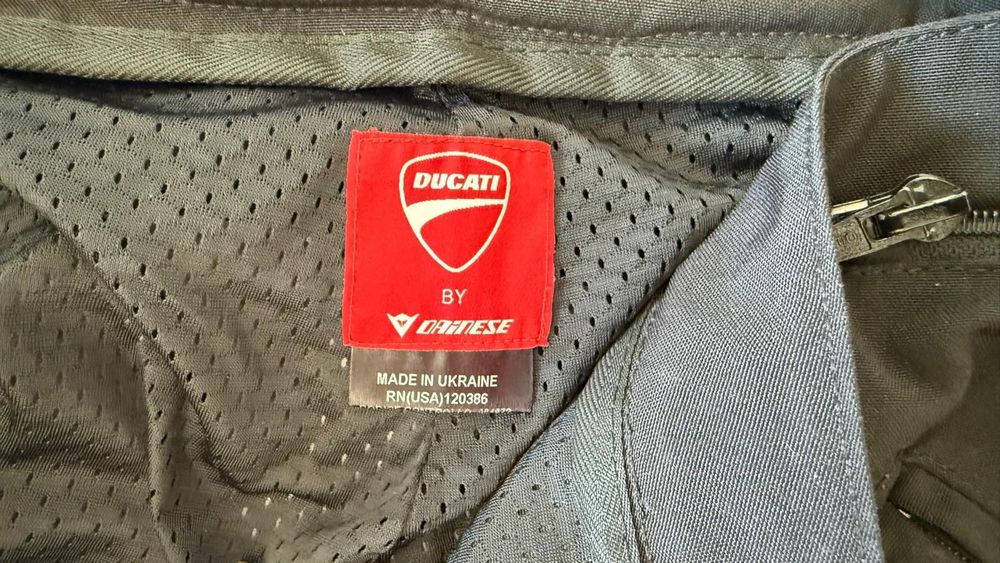 DUCATI
BY
DAINESE
MADE IN UKRAINE
RN(USA)120386